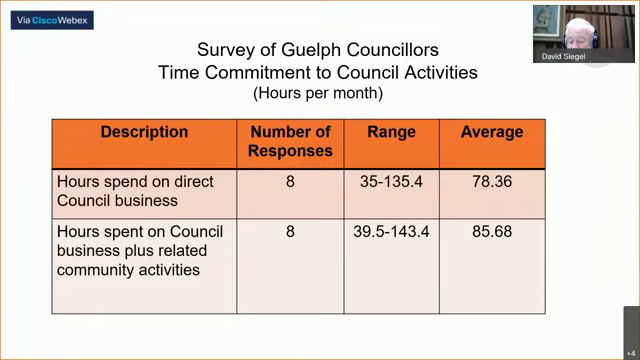 Via CiscoWebex
David Siegel
Survey of Guelph Councillors
Time Commitment to Council Activities
(Hours per month)
Description
Number of
Responses
Range
Average
Hours spend on direct
Council business
8
35-135.4
78.36
Hours spent on Council
business plus related
community activities
8
39.5-143.4
85.68
+4